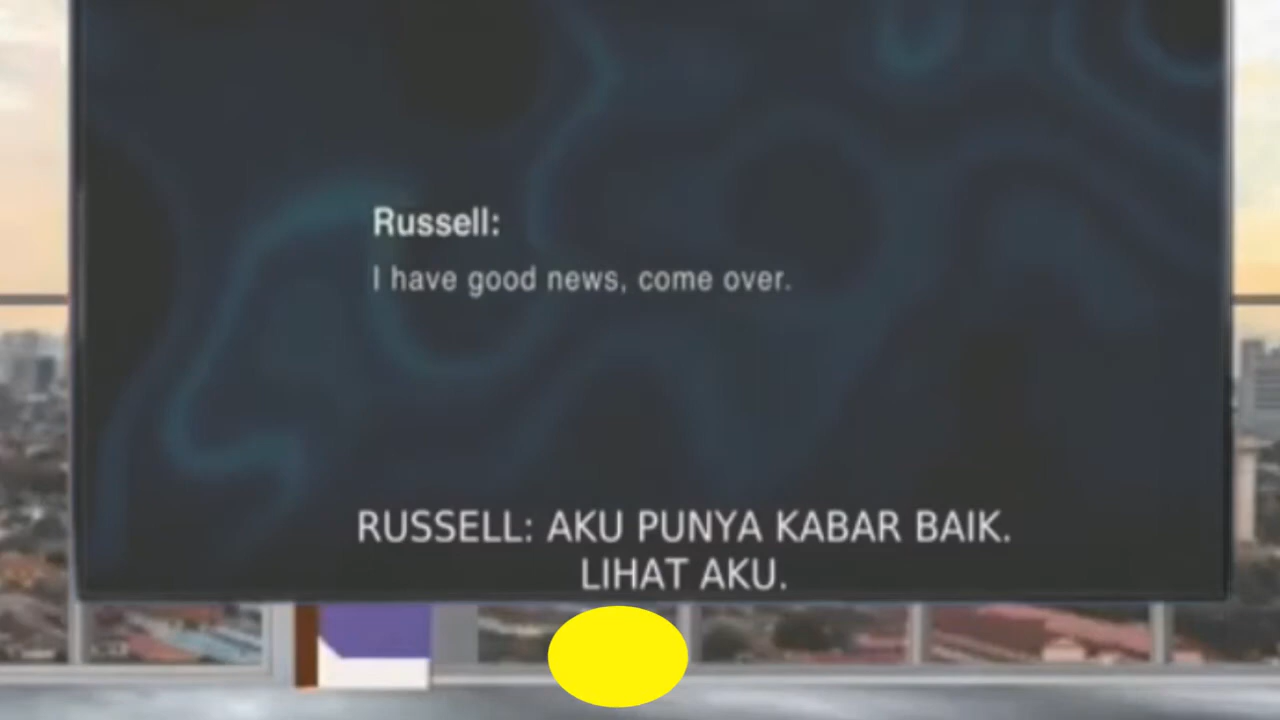 Russell:
I have good news, come over.
RUSSELL: AKU PUNYA KABAR BAIK.
LIHAT AKU.